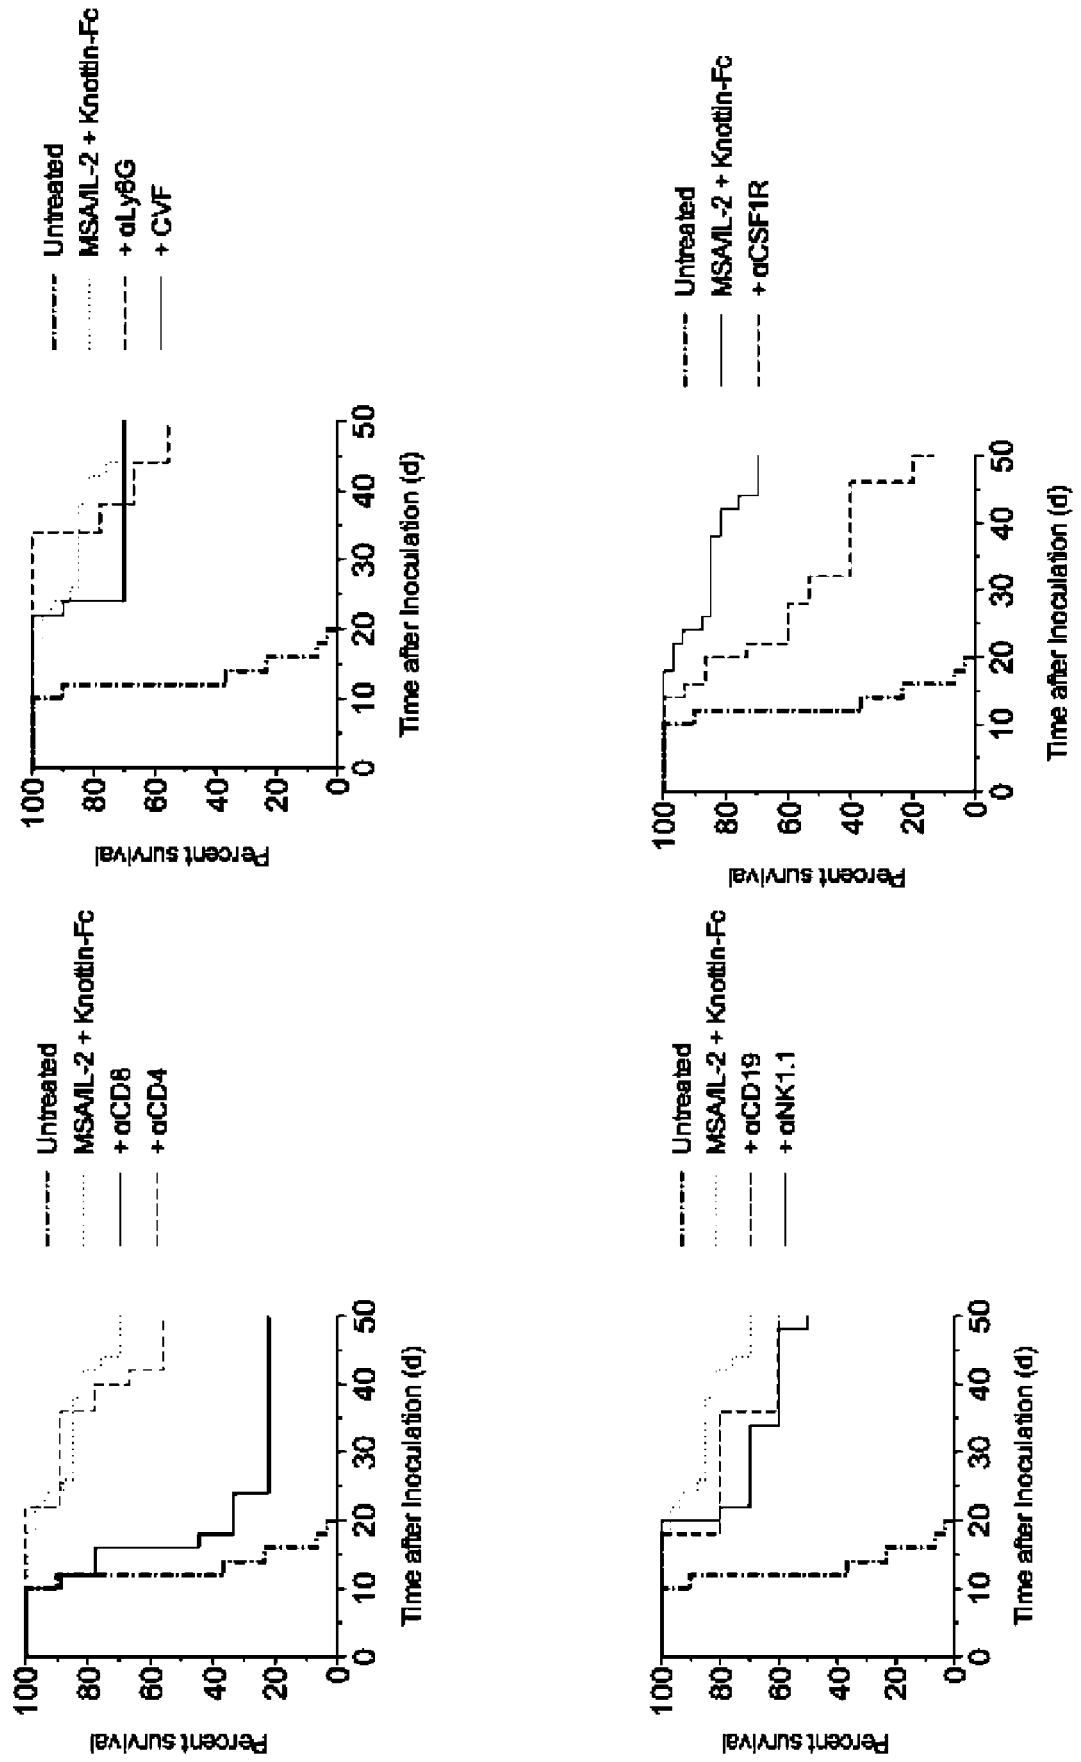 Percent survival
100
80
60
40
20
0
0
10
20
30
40
50
Time after Inoculation (d)
Untreated
MSA/IL-2 + Knottin-Fc
+ αCD8
+ αCD4
Percent survival
100
80
60
40
20
0
0
10
20
30
40
50
Time after Inoculation (d)
Untreated
MSA/IL-2 + Knottin-Fc
+ αLy6G
+ CVF
Percent survival
100
80
60
40
20
0
0
10
20
30
40
50
Time after Inoculation (d)
Untreated
MSA/IL-2 + Knottin-Fc
+ αCD19
+ αNK1.1
Percent survival
100
80
60
40
20
0
0
10
20
30
40
50
Time after Inoculation (d)
Untreated
MSA/IL-2 + Knottin-Fc
+ αCSF1R